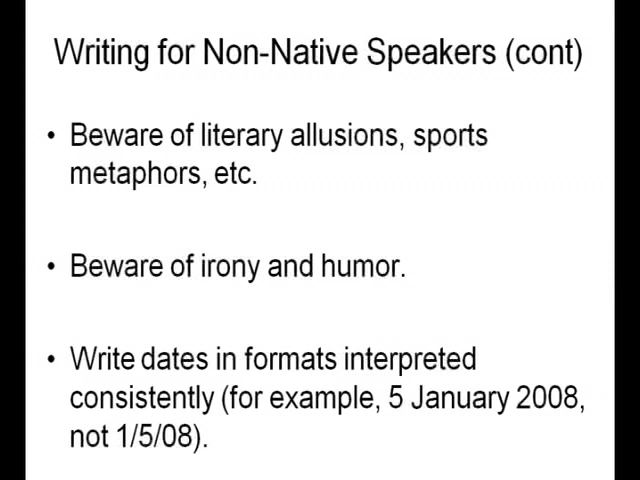 Writing for Non-Native Speakers (cont)
• Beware of literary allusions, sports
metaphors, etc.
• Beware of irony and humor.
• Write dates in formats interpreted
consistently (for example, 5 January 2008,
not 1/5/08).